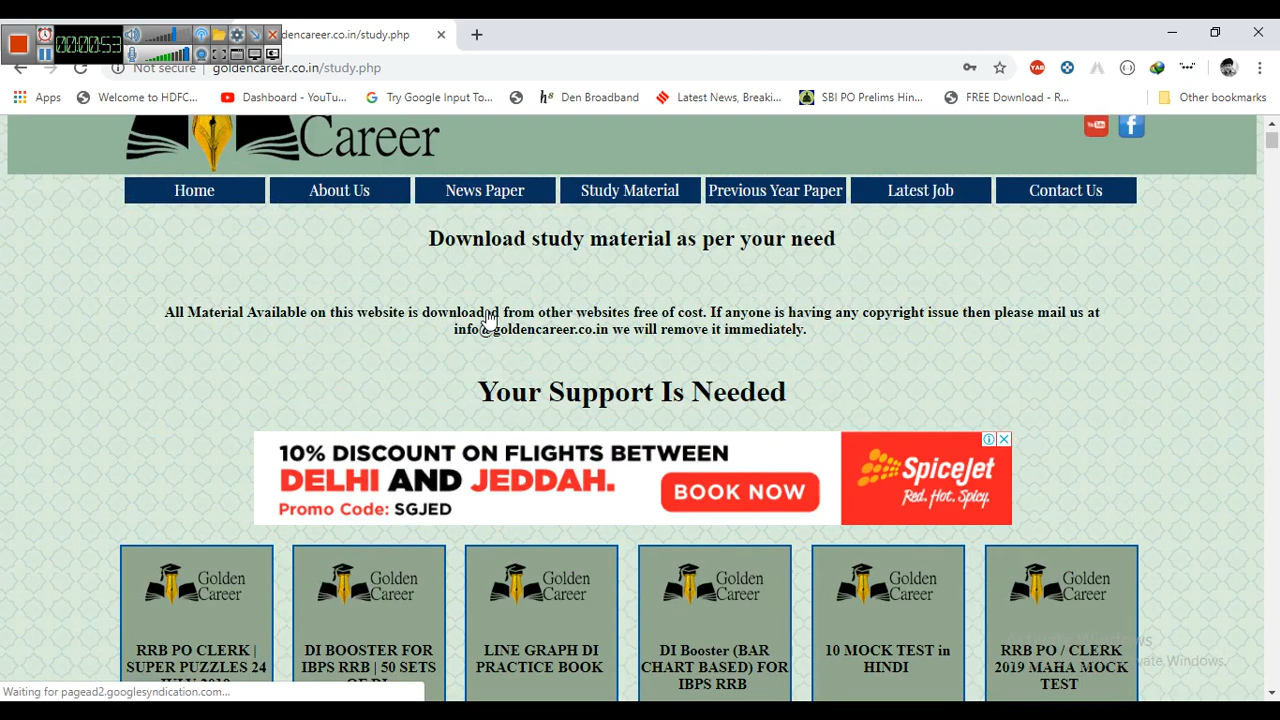 00:00:53
dencareer.co.in/study.php
Not secure goldencareer.co.in/study.php
Apps Welcome to HDFC... Dashboard - YouTu... Try Google Input To... Den Broadband Latest News, Breaki... SBI PO Prelims Hin... FREE Download - R... Other bookmarks
Career
Home About Us News Paper Study Material Previous Year Paper Latest Job Contact Us
Download study material as per your need
All Material Available on this website is downloaded from other websites free of cost. If anyone is having any copyright issue then please mail us at
info@goldencareer.co.in we will remove it immediately.
Your Support Is Needed
10% DISCOUNT ON FLIGHTS BETWEEN
DELHI AND JEDDAH.
Promo Code: SGJED
BOOK NOW
SpiceJet
Red. Hot. Spicy.
Golden
Career
RRB PO CLERK |
SUPER PUZZLES 24
Golden
Career
DI BOOSTER FOR
IBPS RRB | 50 SETS
Golden
Career
LINE GRAPH DI
PRACTICE BOOK
Golden
Career
DI Booster (BAR
CHART BASED) FOR
IBPS RRB
Golden
Career
10 MOCK TEST in
HINDI
Golden
Career
RRB PO / CLERK
2019 MAHA MOCK
TEST
Activate Windows
Waiting for pagead2.googlesyndication.com...